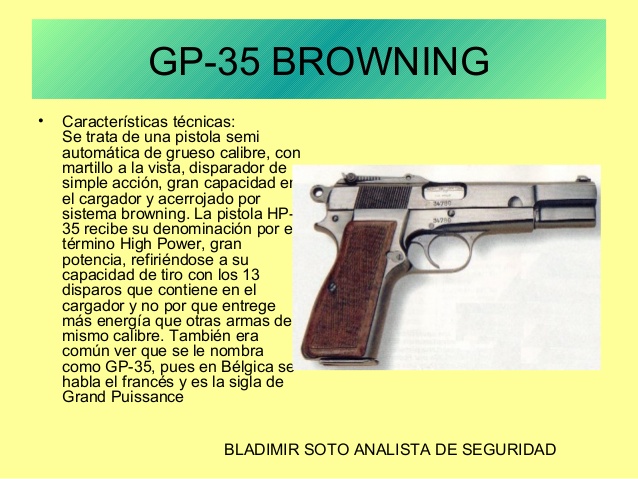 GP-35 BROWNING
• Características técnicas:
Se trata de una pistola semi
automática de grueso calibre, con
martillo a la vista, disparador de
simple acción, gran capacidad en
el cargador y acerrojado por
sistema browning. La pistola HP-
35 recibe su denominación por e
término High Power, gran
potencia, refiriéndose a su
capacidad de tiro con los 13
disparos que contiene en el
cargador y no por que entrege
más energía que otras armas de
mismo calibre. También era
común ver que se le nombra
como GP-35, pues en Bélgica se
habla el francés y es la sigla de
Grand Puissance
BLADIMIR SOTO ANALISTA DE SEGURIDAD